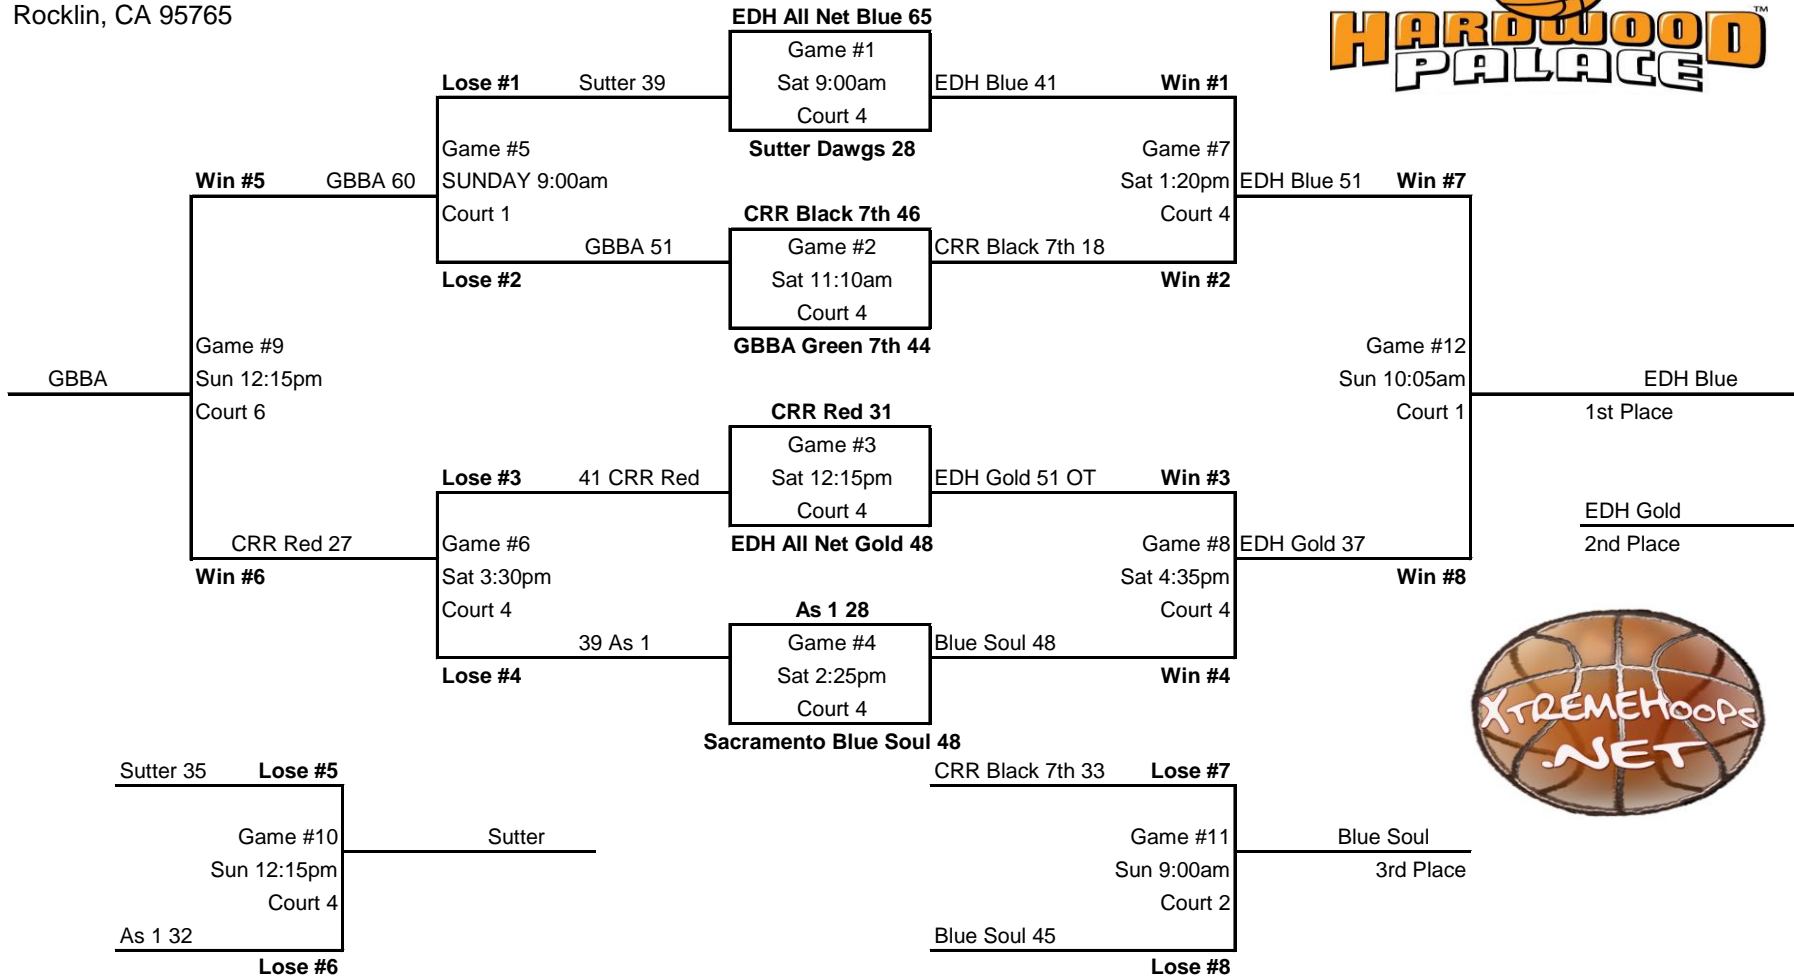 Rocklin, CA 95765
HARDWOOD
PALACE
TM
EDH All Net Blue 65
Game #1
Sat 9:00am
Court 4
Sutter Dawgs 28
Lose #1
Sutter 39
EDH Blue 41
Win #1
Game #5
SUNDAY 9:00am
Court 1
Game #7
Sat 1:20pm
Court 4
Win #5
GBBA 60
EDH Blue 51
Win #7
CRR Black 7th 46
Game #2
Sat 11:10am
Court 4
GBBA Green 7th 44
GBBA 51
Lose #2
CRR Black 7th 18
Win #2
Game #9
Sun 12:15pm
Court 6
GBBA
Game #12
Sun 10:05am
Court 1
EDH Blue
1st Place
CRR Red 31
Game #3
Sat 12:15pm
Court 4
EDH All Net Gold 48
Lose #3
41 CRR Red
EDH Gold 51 OT
Win #3
EDH Gold
2nd Place
CRR Red 27
Win #6
Game #6
Sat 3:30pm
Court 4
Game #8
Sat 4:35pm
Court 4
EDH Gold 37
Win #8
As 1 28
Game #4
Sat 2:25pm
Court 4
Sacramento Blue Soul 48
39 As 1
Lose #4
Blue Soul 48
Win #4
XTREMEHOOPS
.NET
Sutter 35
Lose #5
Game #10
Sun 12:15pm
Court 4
Sutter
As 1 32
Lose #6
CRR Black 7th 33
Lose #7
Game #11
Sun 9:00am
Court 2
Blue Soul
3rd Place
Blue Soul 45
Lose #8